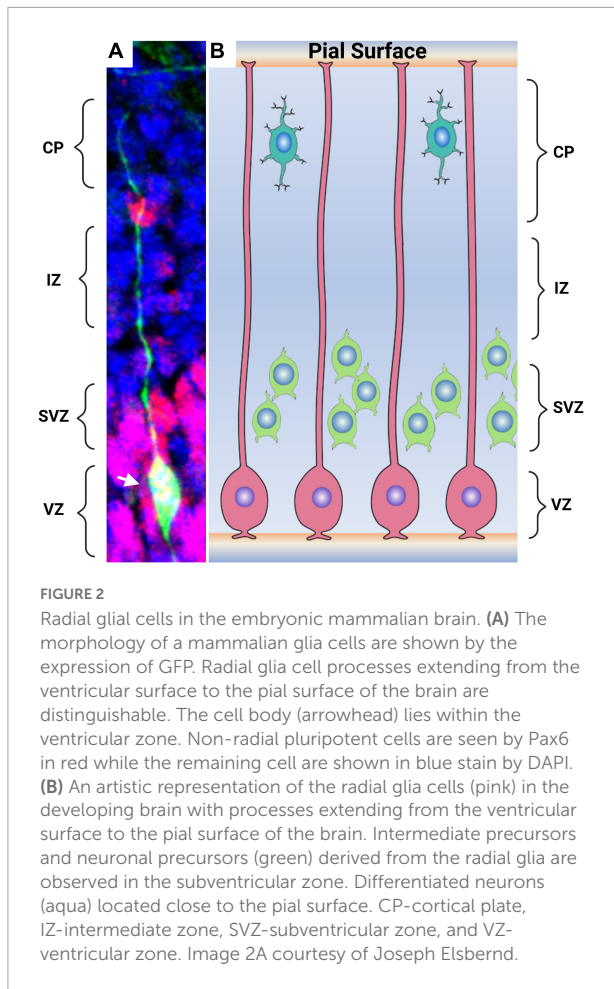 A
B
Pial Surface
CP
IZ
SVZ
VZ
CP
IZ
SVZ
VZ
FIGURE 2
Radial glial cells in the embryonic mammalian brain. (A) The
morphology of a mammalian glia cells are shown by the
expression of GFP. Radial glia cell processes extending from the
ventricular surface to the pial surface of the brain are
distinguishable. The cell body (arrowhead) lies within the
ventricular zone. Non-radial pluripotent cells are seen by Pax6
in red while the remaining cell are shown in blue stain by DAPI.
(B) An artistic representation of the radial glia cells (pink) in the
developing brain with processes extending from the ventricular
surface to the pial surface of the brain. Intermediate precursors
and neuronal precursors (green) derived from the radial glia are
observed in the subventricular zone. Differentiated neurons
(aqua) located close to the pial surface. CP-cortical plate,
IZ-intermediate zone, SVZ-subventricular zone, and VZ-
ventricular zone. Image 2A courtesy of Joseph Elsbernd.